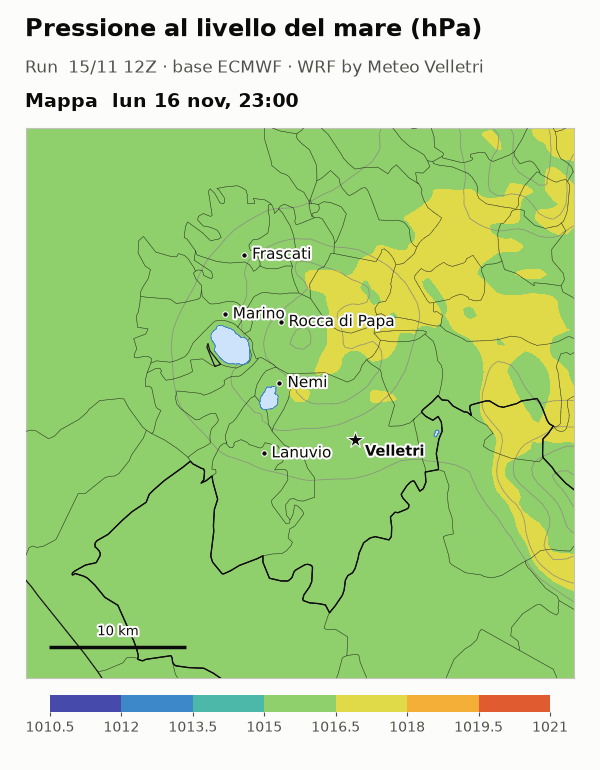 Pressione al livello del mare (hPa)
Run  15/11 12Z · base ECMWF · WRF by Meteo Velletri
Mappa  lun 16 nov, 23:00
Frascati
Marino
Rocca di Papa
Nemi
Velletri
Lanuvio
10 km
1010.5 1012 1013.5 1015 1016.5 1018 1019.5 1021